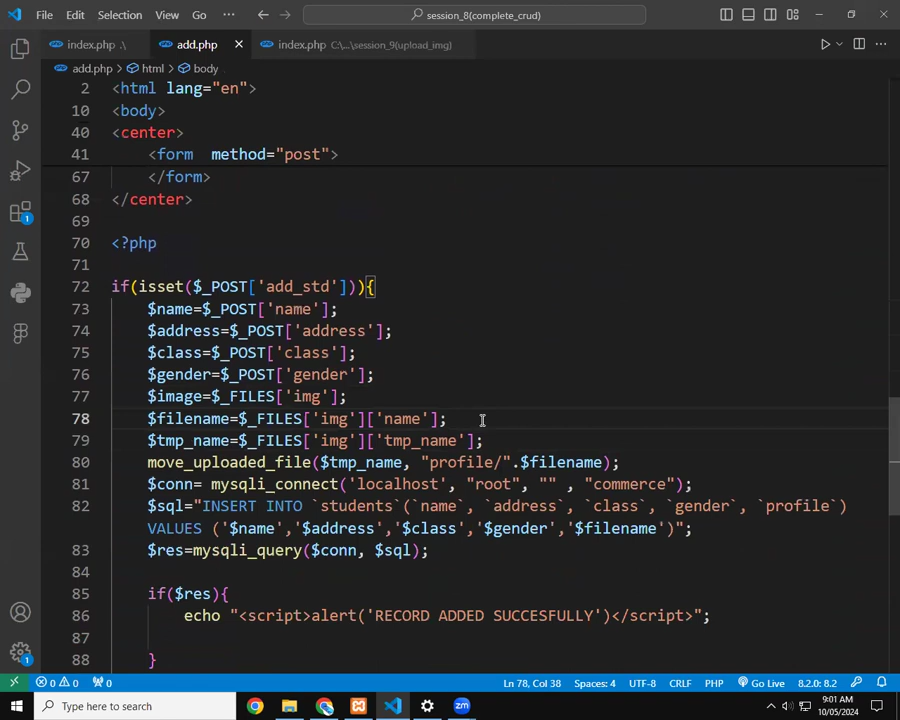 File Edit Selection View Go ··· session_8(complete_crud)
index.php .\ add.php index.php C:\...\session_9(upload_img)
add.php > html > body
2 <html lang="en">
10 <body>
40 <center>
41 <form method="post">
67 </form>
68 </center>
69
70 <?php
71
72 if(isset($_POST['add_std'])){
73 $name=$_POST['name'];
74 $address=$_POST['address'];
75 $class=$_POST['class'];
76 $gender=$_POST['gender'];
77 $image=$_FILES['img'];
78 $filename=$_FILES['img']['name'];
79 $tmp_name=$_FILES['img']['tmp_name'];
80 move_uploaded_file($tmp_name, "profile/".$filename);
81 $conn= mysqli_connect('localhost', "root", "" , "commerce");
82 $sql="INSERT INTO `students`(`name`, `address`, `class`, `gender`, `profile`)
VALUES ('$name','$address','$class','$gender','$filename')";
83 $res=mysqli_query($conn, $sql);
84
85 if($res){
86 echo "<script>alert('RECORD ADDED SUCCESFULLY')</script>";
87
88 }
1
1
0 0 0 Ln 78, Col 38 Spaces: 4 UTF-8 CRLF PHP Go Live 8.2.0: 8.2
Type here to search
zm
9:01 AM
10/05/2024